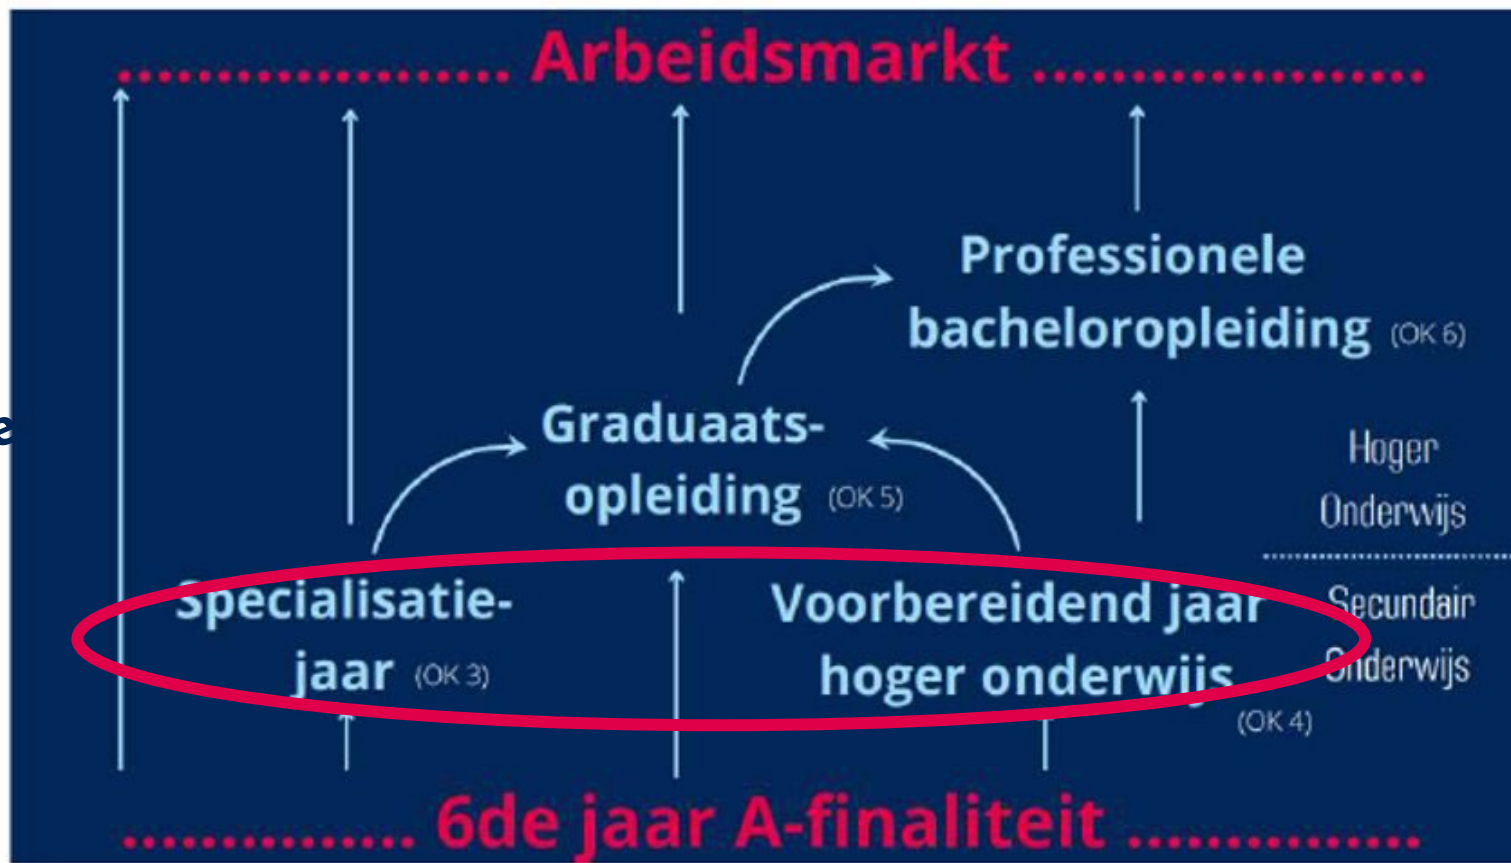 ................... Arbeidsmarkt ...................
Professionele
bacheloropleiding (OK 6)
Graduaats-
opleiding (OK 5)
Hoger
Onderwijs
Specialisatie-
jaar (OK 3)
Voorbereidend jaar
hoger onderwijs
(OK 4)
Secundair
Onderwijs
.............. 6de jaar A-finaliteit ..............